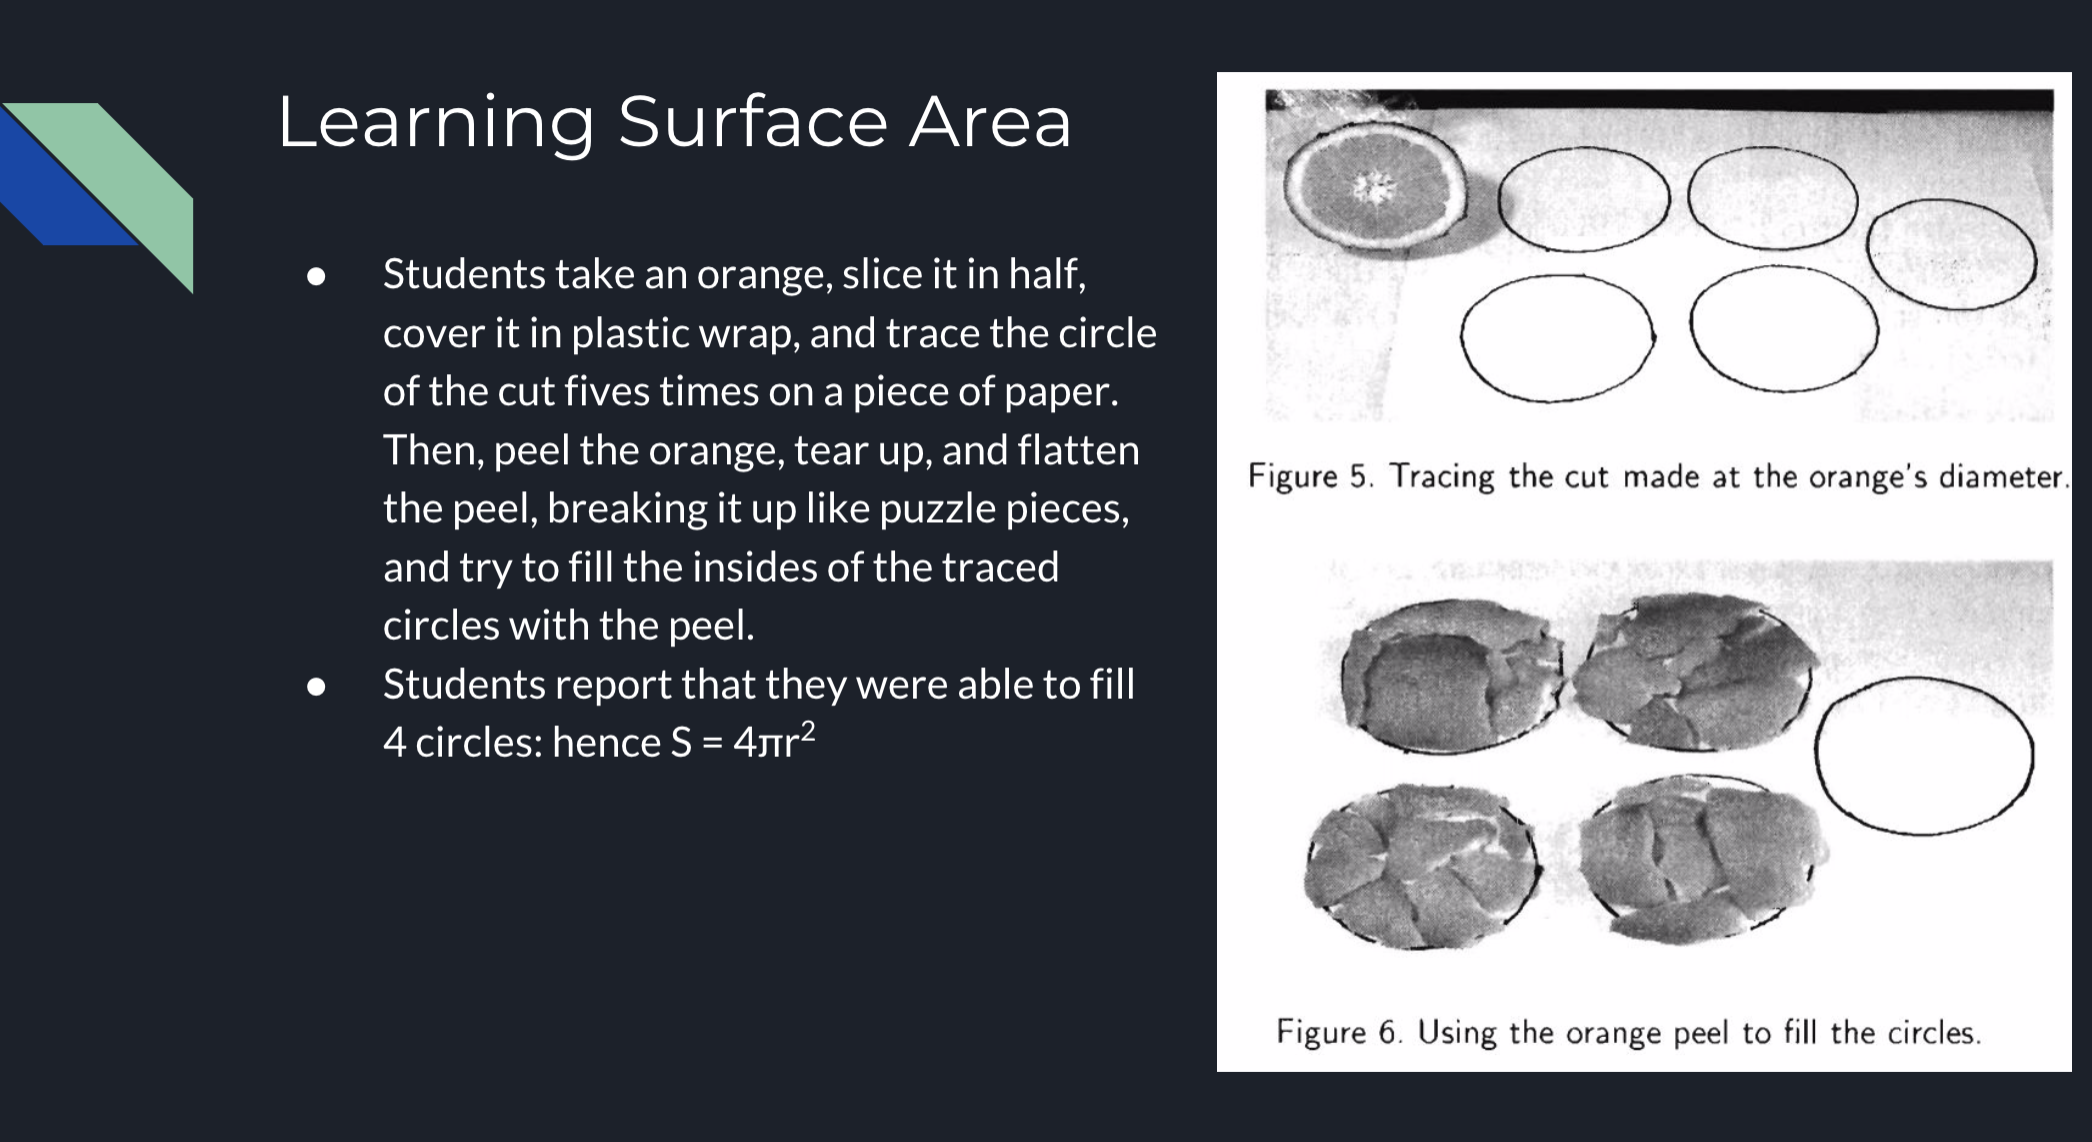 Learning Surface Area
● Students take an orange, slice it in half,
cover it in plastic wrap, and trace the circle
of the cut fives times on a piece of paper.
Then, peel the orange, tear up, and flatten
the peel, breaking it up like puzzle pieces,
and try to fill the insides of the traced
circles with the peel.
● Students report that they were able to fill
4 circles: hence S = 4πr²
Figure 5. Tracing the cut made at the orange's diameter.
Figure 6. Using the orange peel to fill the circles.